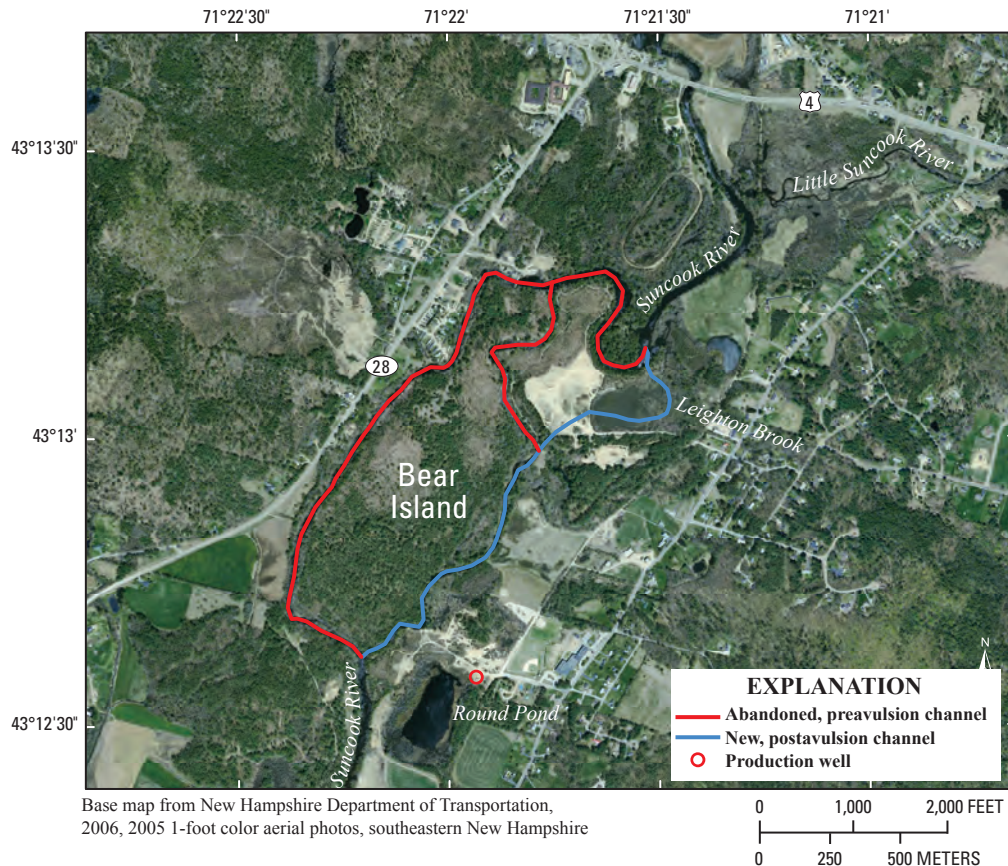 71°22'30"
71°22'
71°21'30"
71°21'
4
43°13'30"
Little Suncook River
Suncook River
28
43°13'
Leighton Brook
Bear
Island
N
EXPLANATION
Abandoned, preavulsion channel
New, postavulsion channel
Production well
Round Pond
43°12'30"
Suncook River
Base map from New Hampshire Department of Transportation,
2006, 2005 1-foot color aerial photos, southeastern New Hampshire
0 1,000 2,000 FEET
0 250 500 METERS